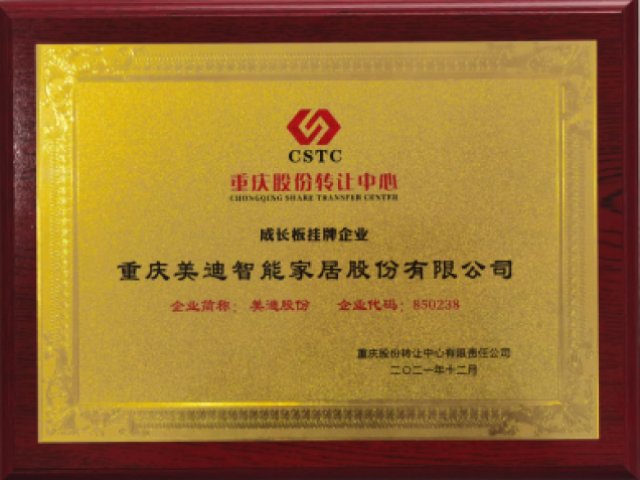 CSTC
重庆股份转让中心
CHONGQING SHARE TRANSFER CENTER
成长板挂牌企业
重庆美迪智能家居股份有限公司
企业简称：美迪股份 企业代码：850238
重庆股份转让中心有限责任公司
二〇二一年十二月